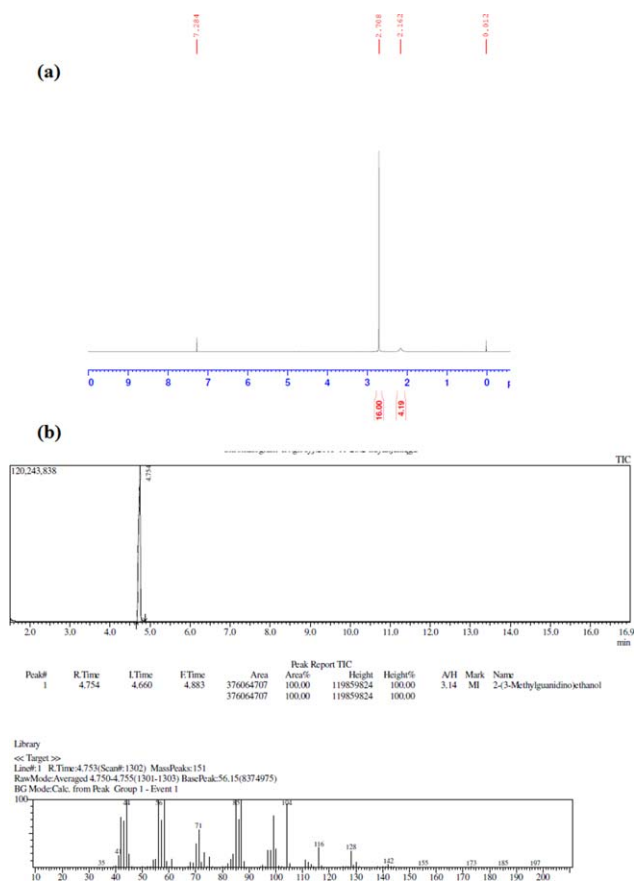 7.284 2.708 2.162 0.012
(a)
0 9 8 7 6 5 4 3 2 1 0
16.00 4.19
(b)
TIC
120,243,838
4.754
2.0 3.0 4.0 5.0 6.0 7.0 8.0 9.0 10.0 11.0 12.0 13.0 14.0 15.0 16.9
min
Peak Report TIC
Peak# R.Time I.Time F.Time Area Area% Height Height% A/H Mark Name
1 4.754 4.660 4.883 376064707 100.00 119859824 100.00 3.14 MI 2-(3-Methylguanidino)ethanol
376064707 100.00 119859824 100.00
Library
<< Target >>
Line#:1 R.Time:4.753(Scan#:1302) MassPeaks:151
RawMode:Averaged 4.750-4.755(1301-1303) BasePeak:56.15(8374975)
BG Mode:Calc. from Peak Group 1 - Event 1
100
44 56 85 104
71
41 116 128
35 142 155 173 185 197
10 20 30 40 50 60 70 80 90 100 110 120 130 140 150 160 170 180 190 200